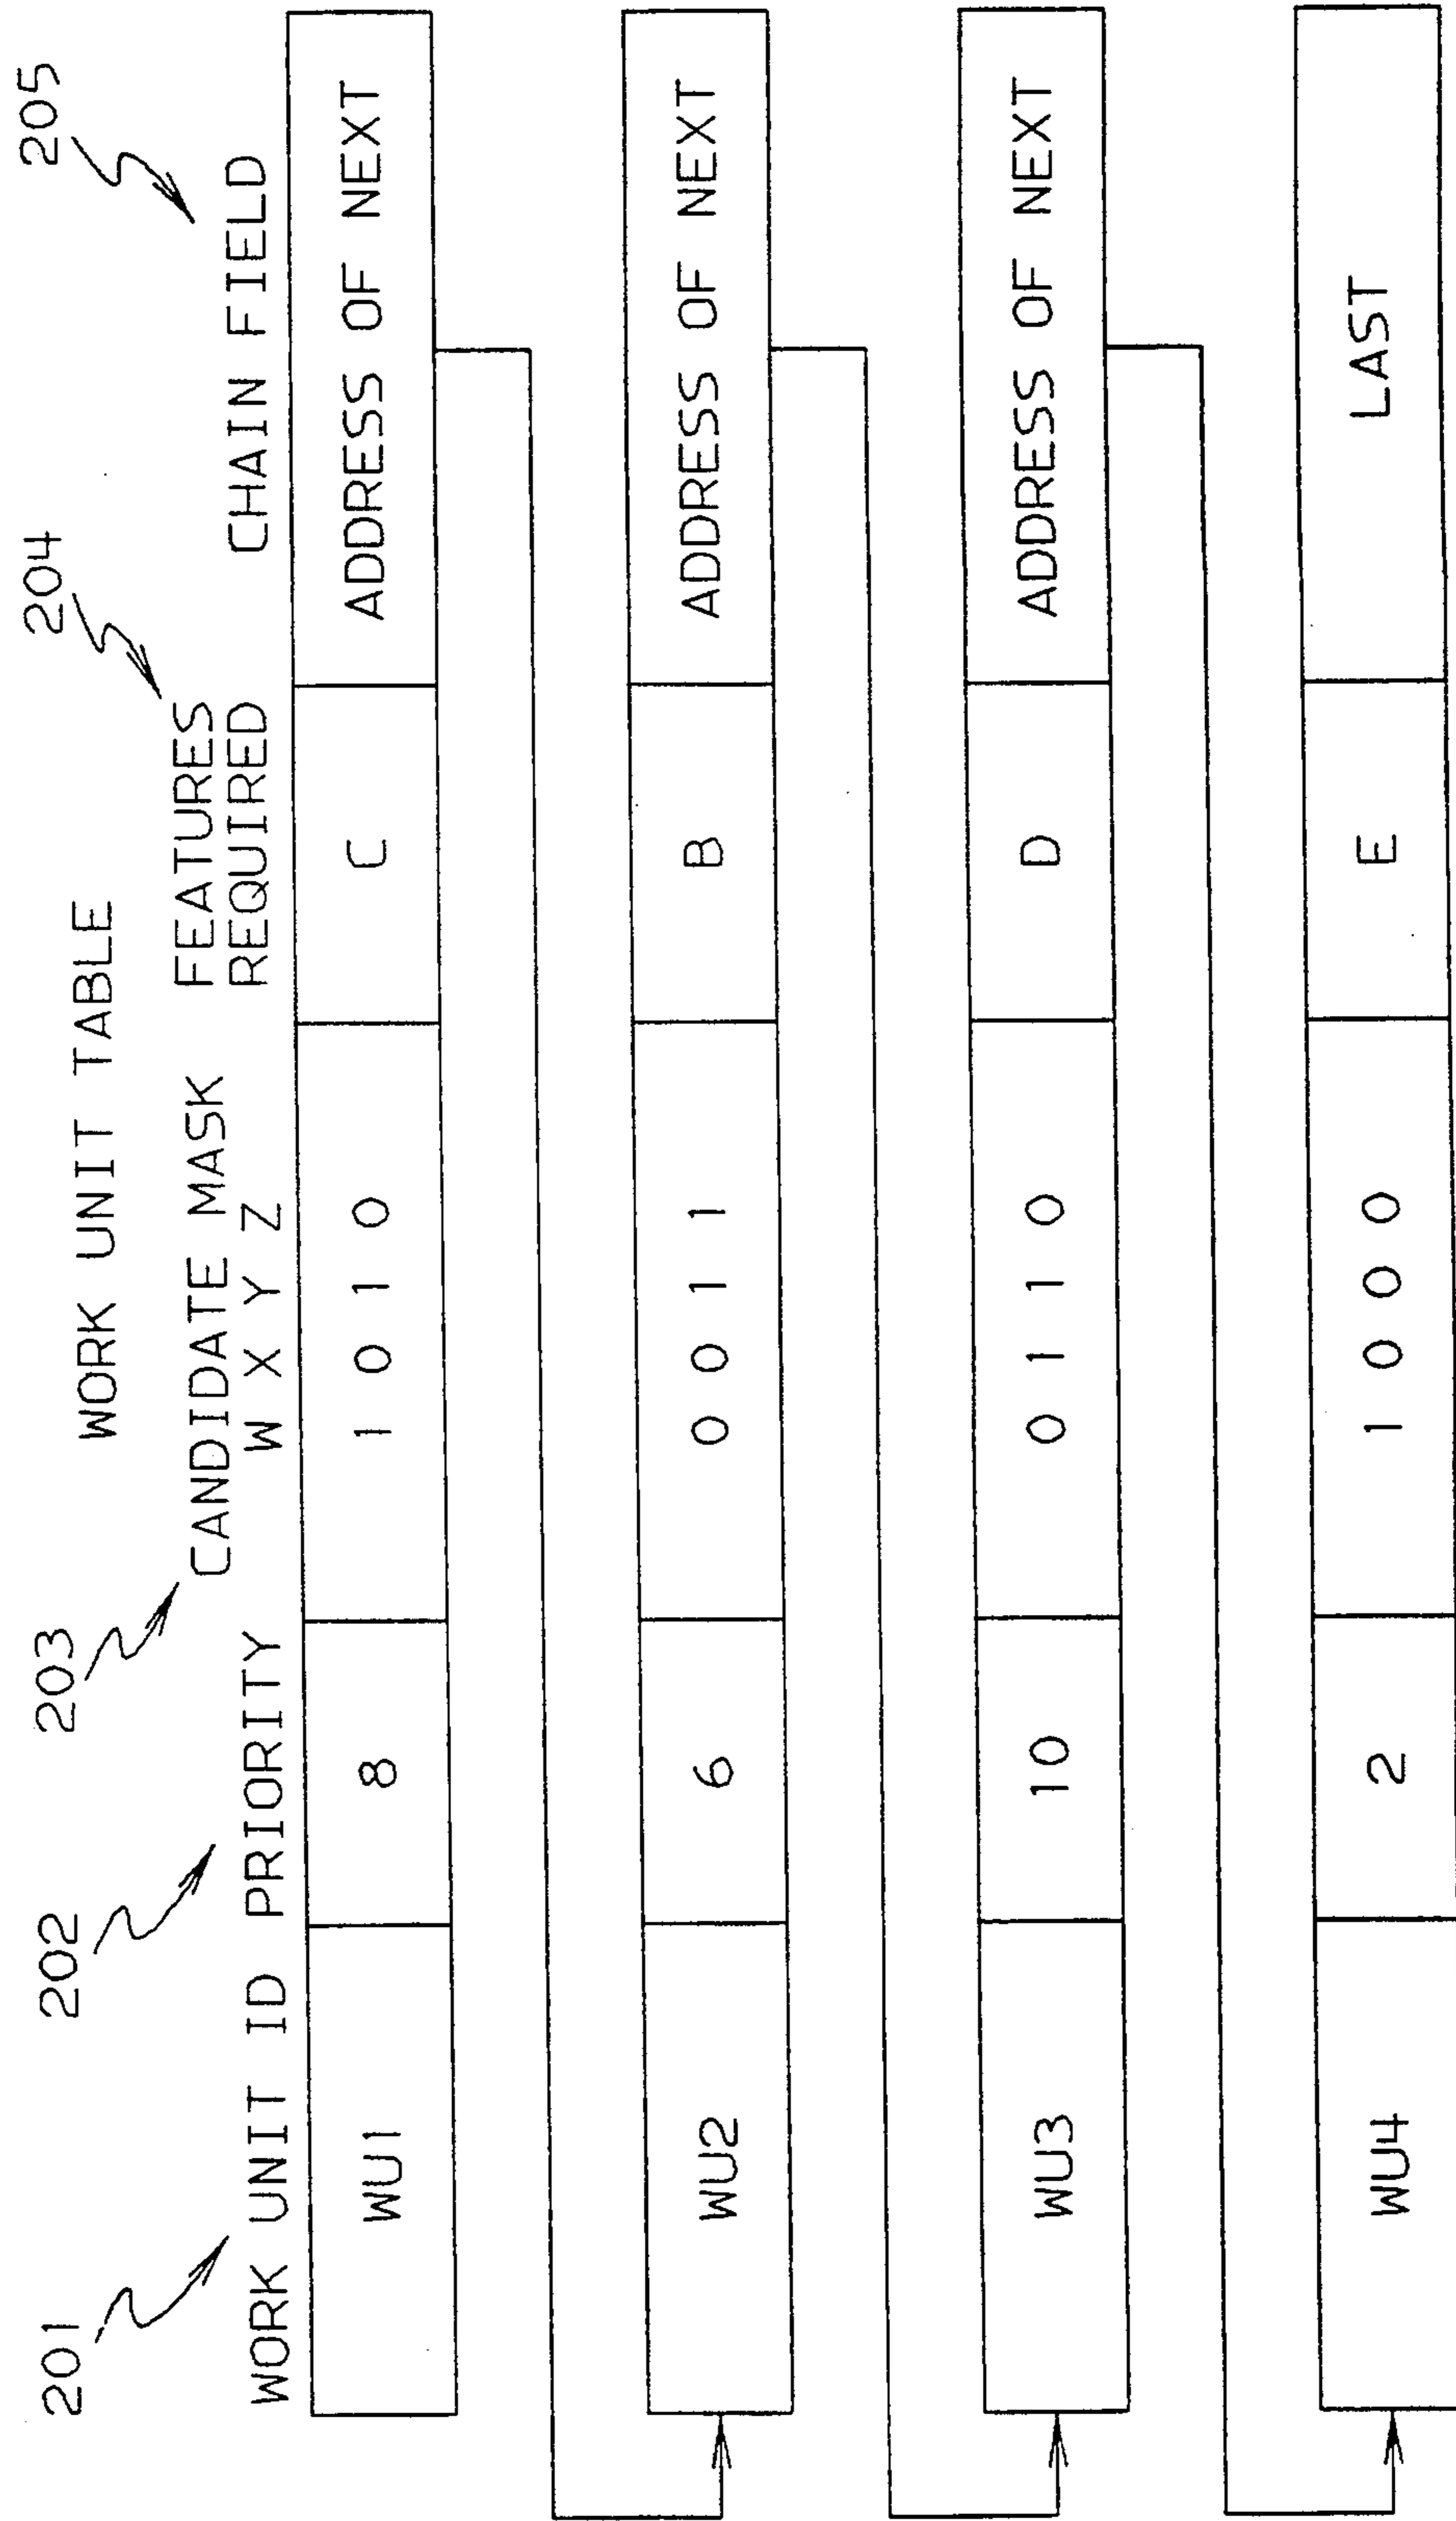 WORK UNIT TABLE
201 202 203 204 205
WORK UNIT ID PRIORITY CANDIDATE MASK FEATURES REQUIRED CHAIN FIELD
W X Y Z
WU1 8 1 0 1 0 C ADDRESS OF NEXT
WU2 6 0 0 1 1 B ADDRESS OF NEXT
WU3 10 0 1 1 0 D ADDRESS OF NEXT
WU4 2 1 0 0 0 E LAST